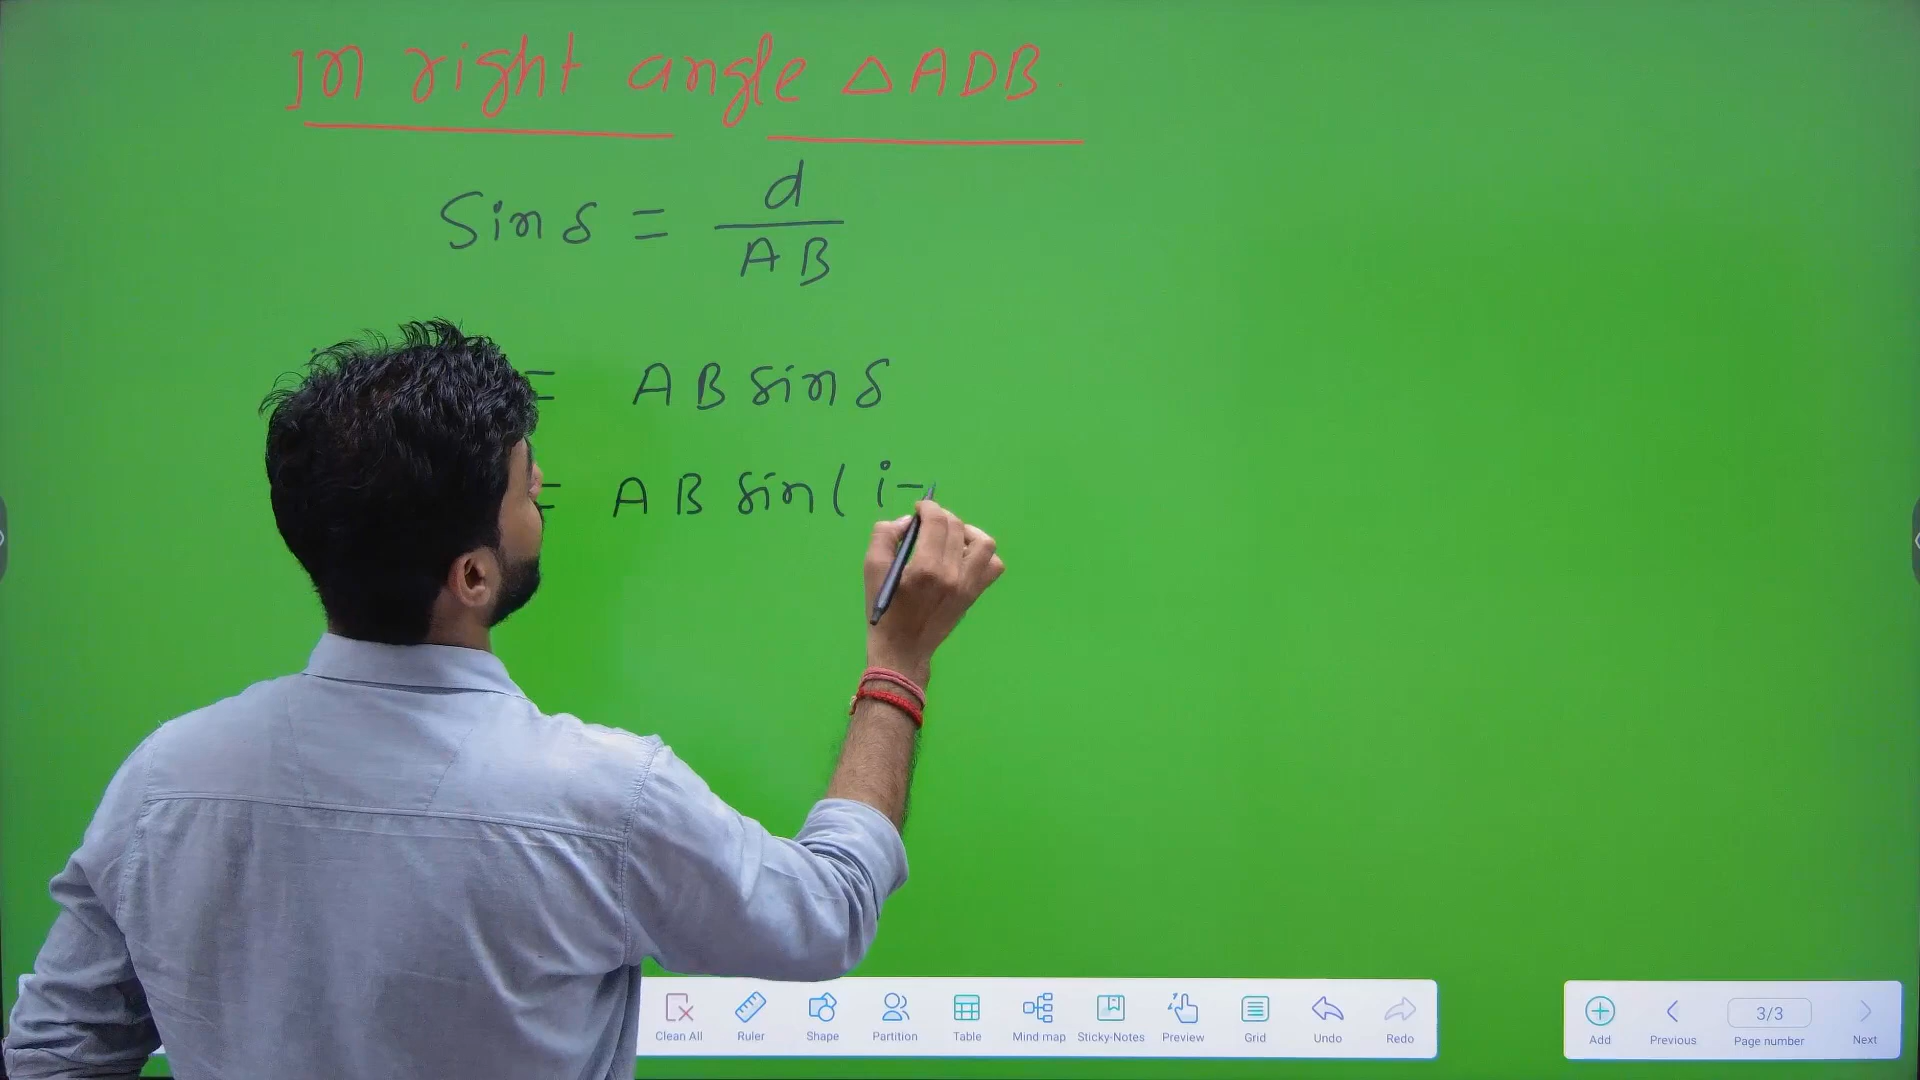 In right angle △ADB.
Sin δ = d / AB
= AB sin δ
= AB sin( i -
Clean All Ruler Shape Partition Table Mind map Sticky-Notes Preview Grid Undo Redo
Add Previous 3/3 Page number Next